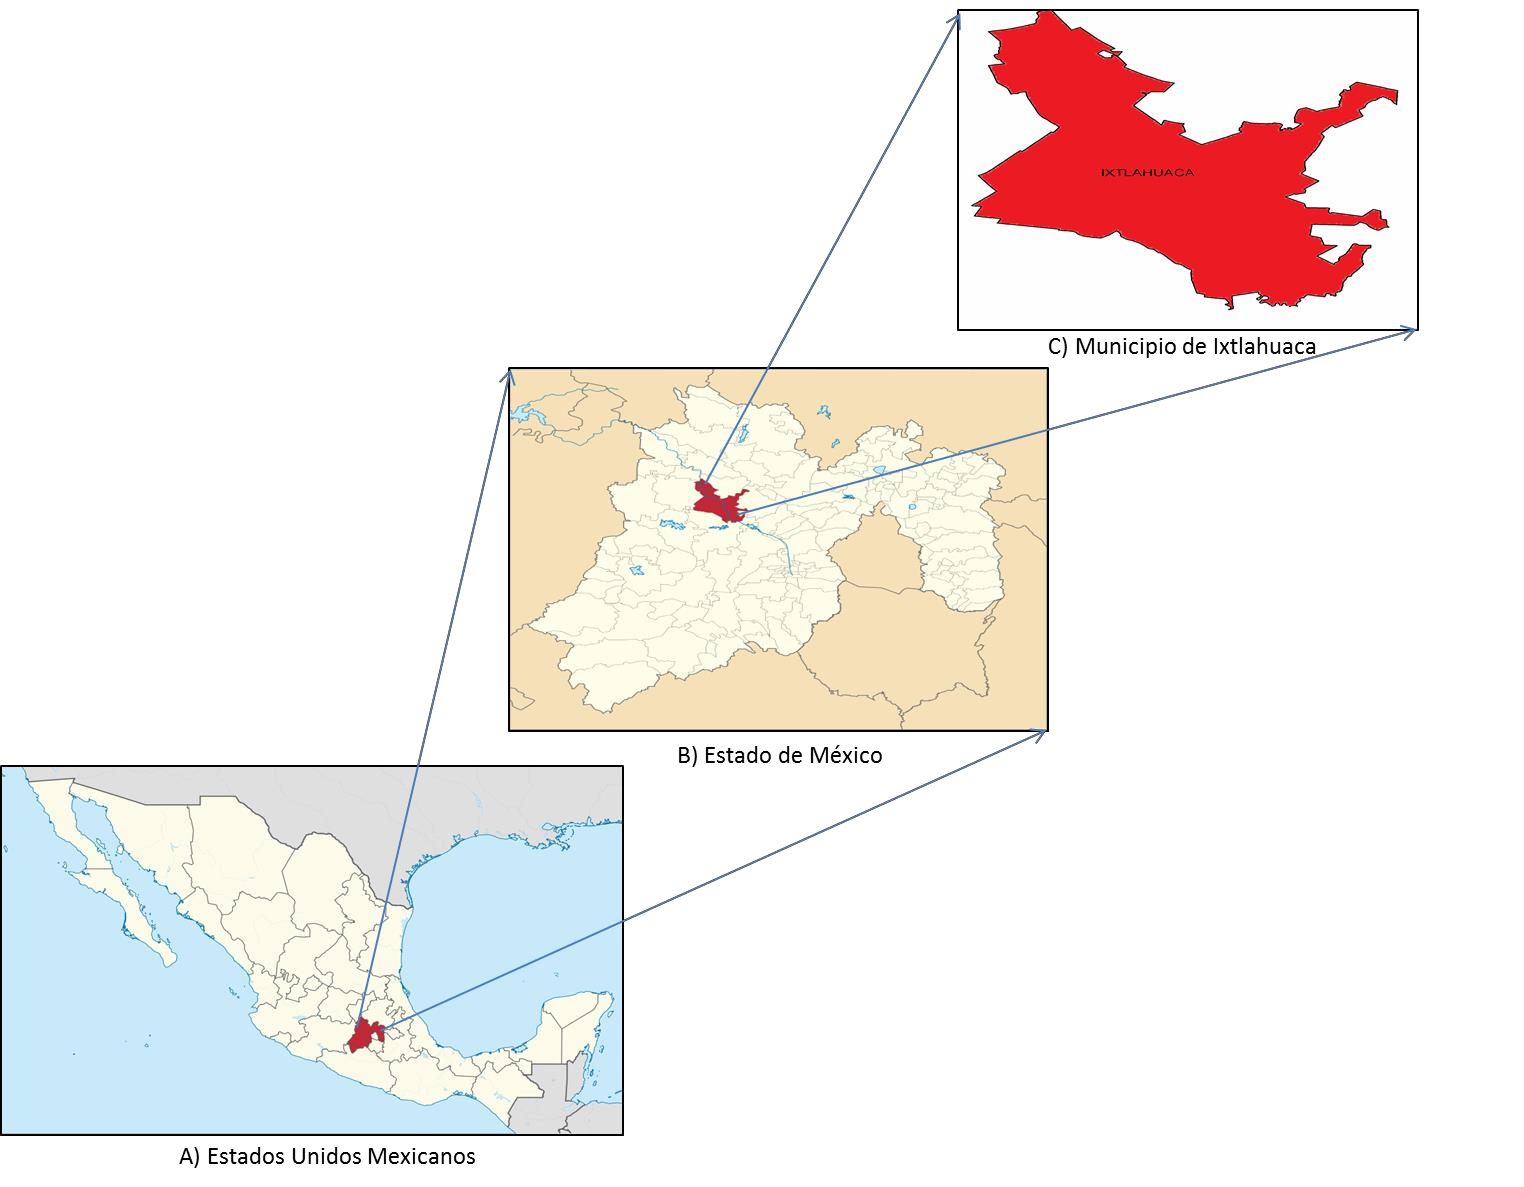 IXTLAHUACA
C) Municipio de Ixtlahuaca
B) Estado de México
A) Estados Unidos Mexicanos